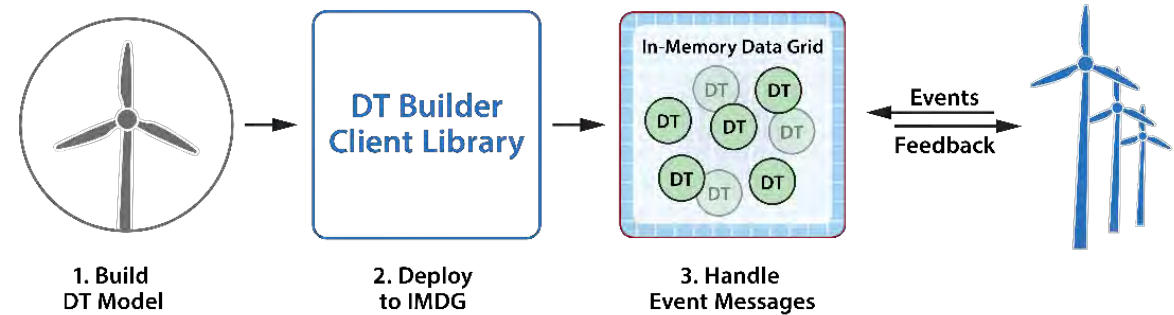 DT Builder
Client Library
In-Memory Data Grid
DT
DT
DT
DT
DT
DT
DT
DT
Events
Feedback
1. Build
DT Model
2. Deploy
to IMDG
3. Handle
Event Messages